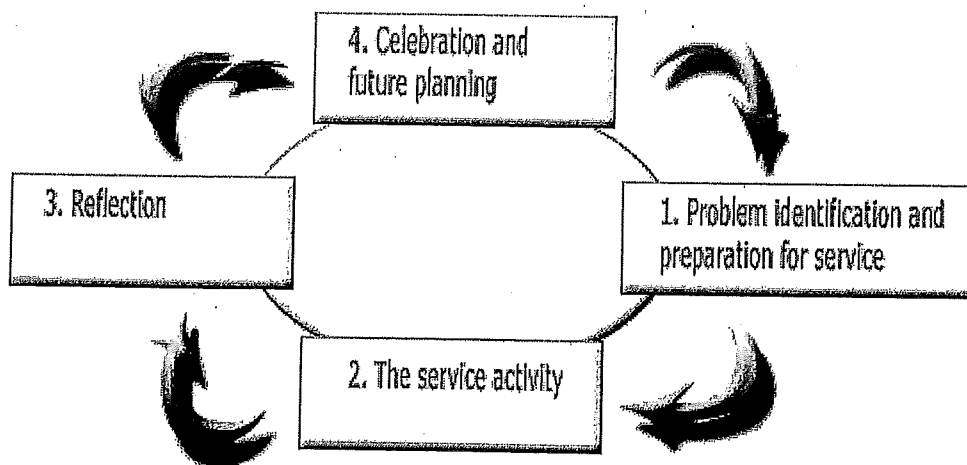 4. Celebration and
future planning
3. Reflection
1. Problem identification and
preparation for service
2. The service activity